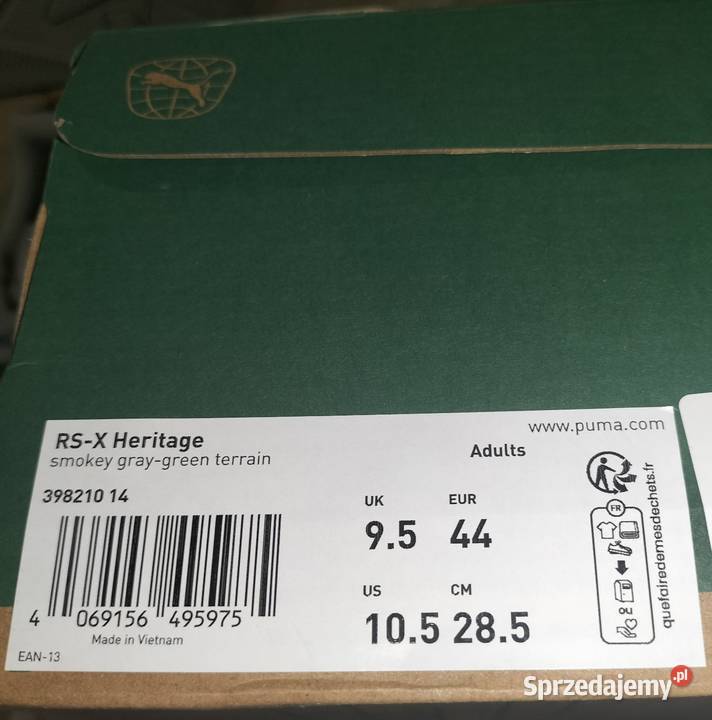 RS-X Heritage
smokey gray-green terrain
www.puma.com
Adults
398210 14
UK EUR
9.5 44
US CM
10.5 28.5
4 069156 495975
Made in Vietnam
EAN-13
FR
quefairedemesdechets.fr
Sprzedajemy.pl